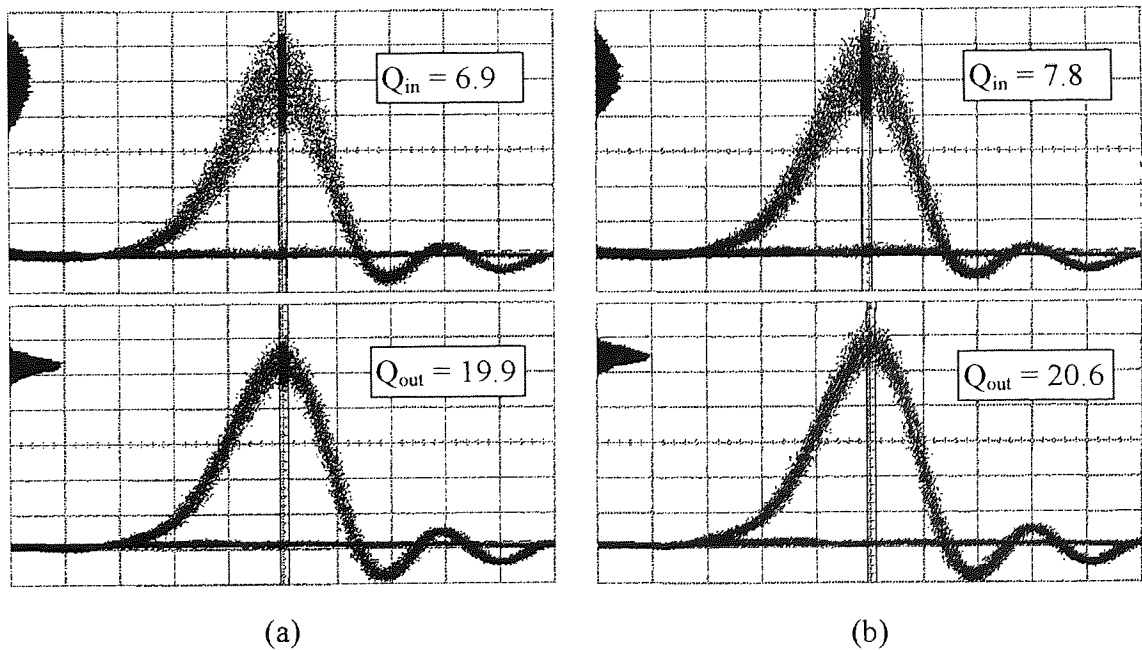 Q_in = 6.9
Q_in = 7.8
Q_out = 19.9
Q_out = 20.6
(a)
(b)